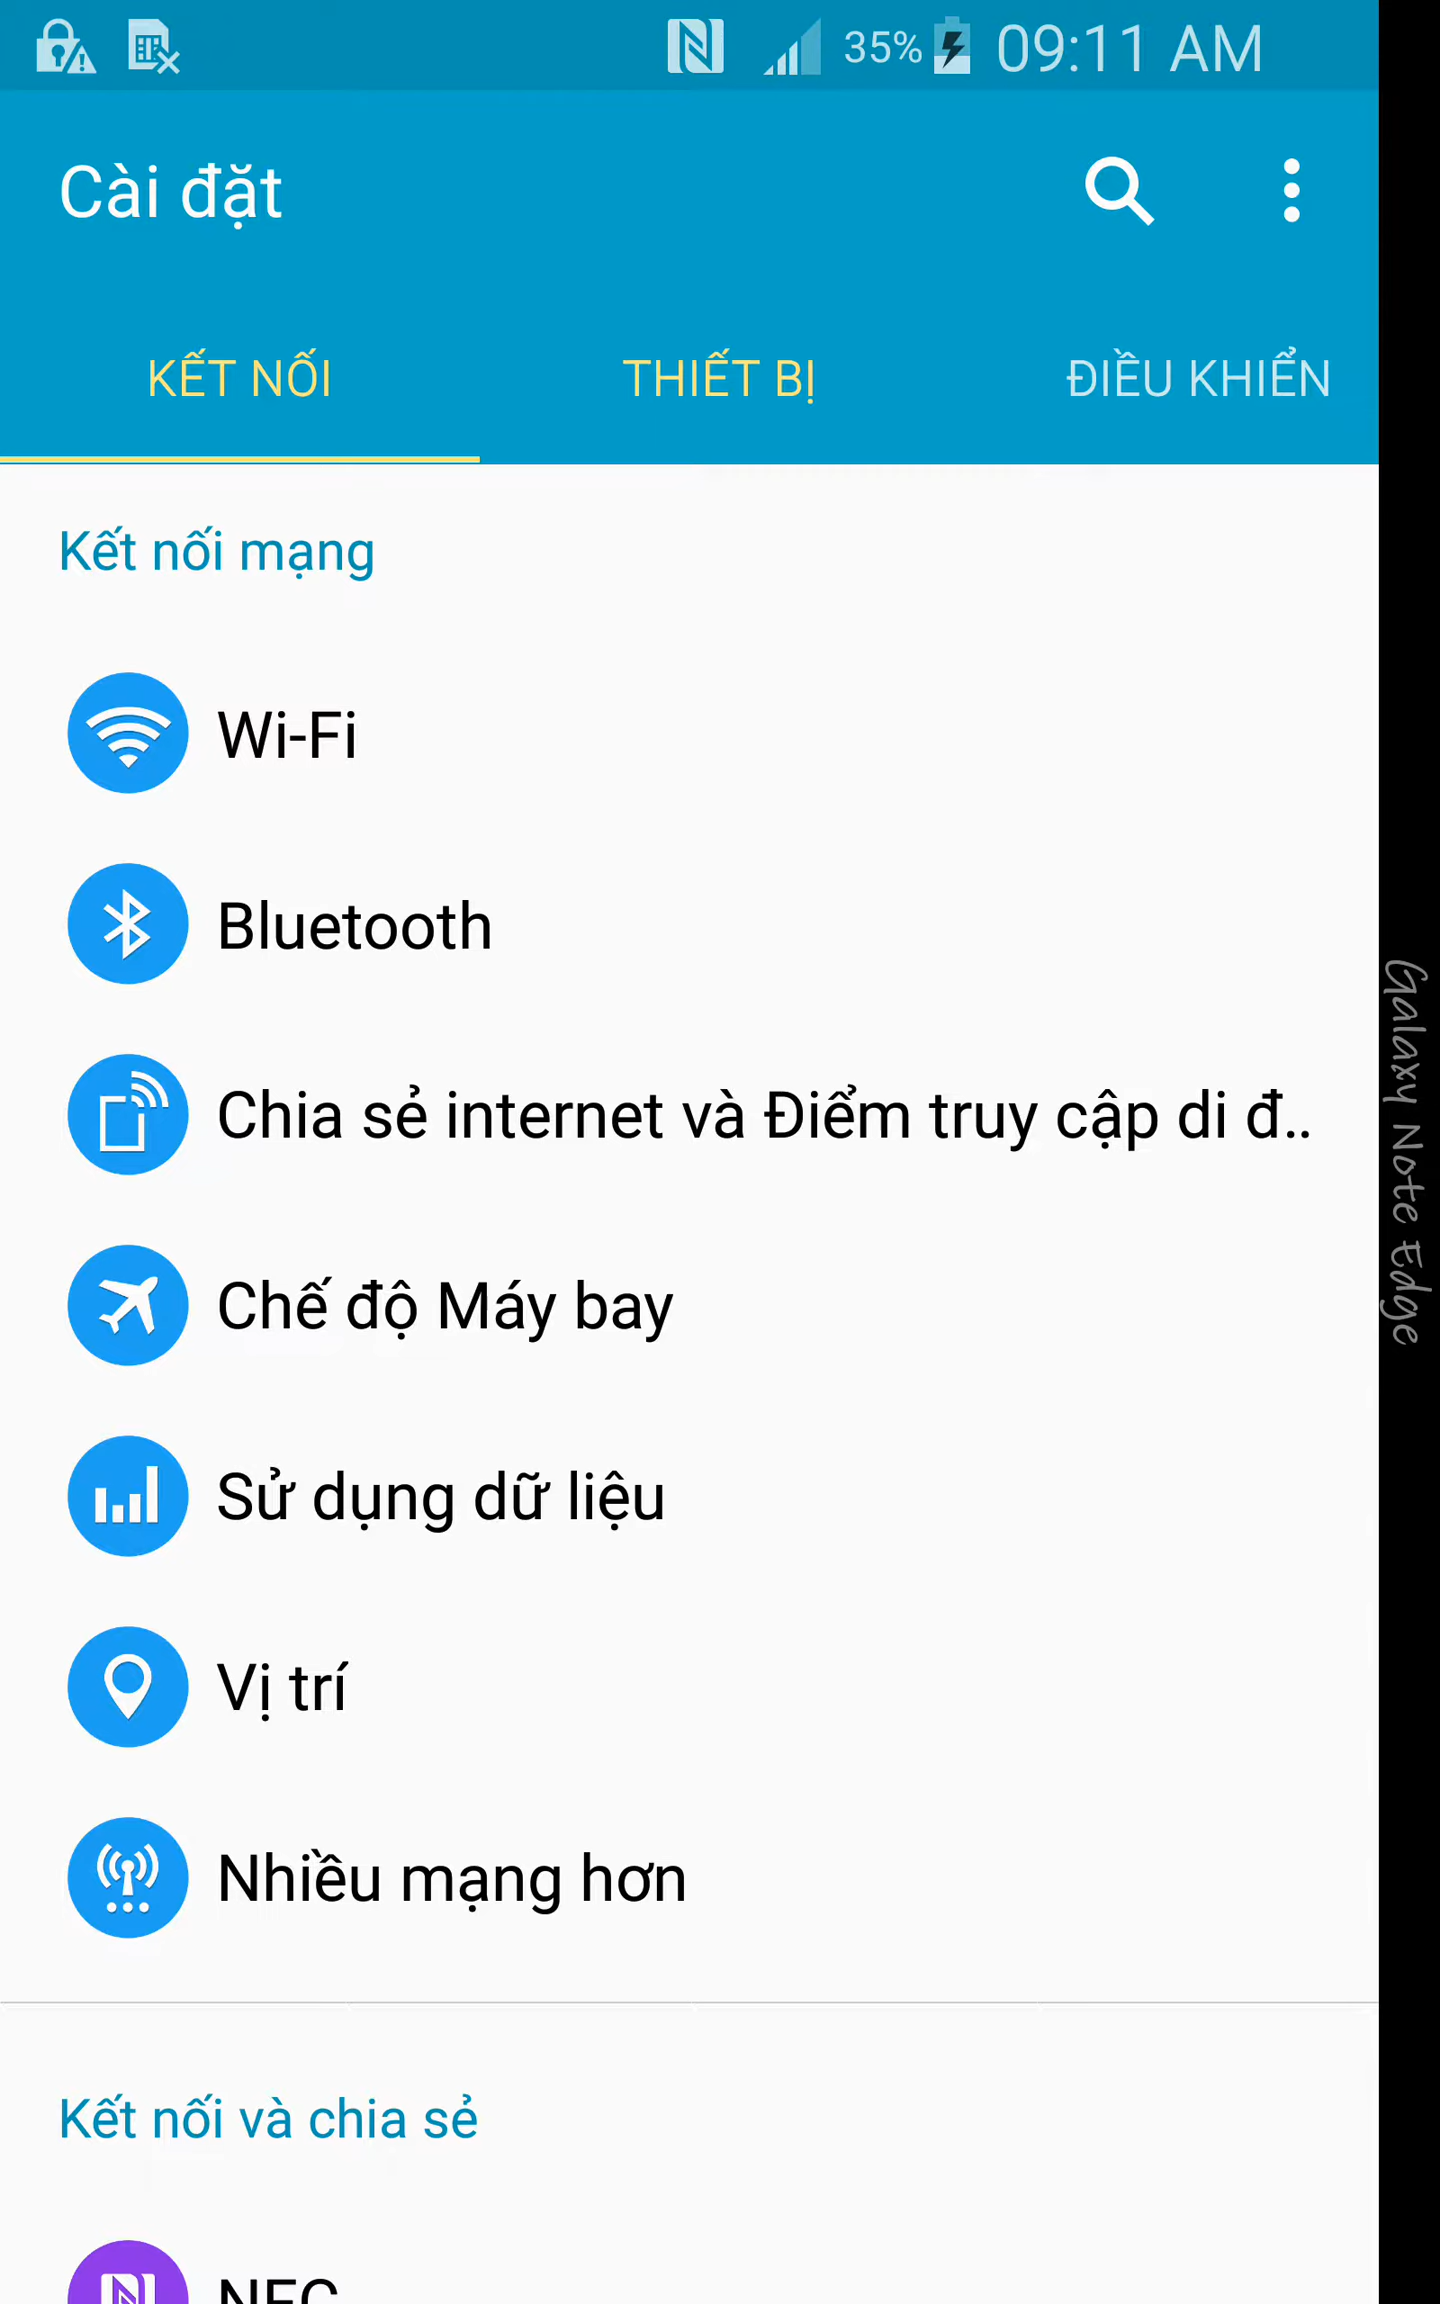 35% 09:11 AM
Cài đặt
KẾT NỐI THIẾT BỊ ĐIỀU KHIỂN
Kết nối mạng
Wi-Fi
Bluetooth
Chia sẻ internet và Điểm truy cập di đ..
Chế độ Máy bay
Sử dụng dữ liệu
Vị trí
Nhiều mạng hơn
Kết nối và chia sẻ
NFC
Galaxy Note Edge